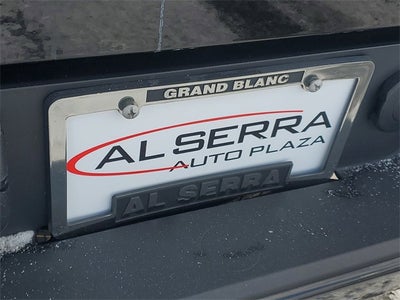 GRAND BLANC
AL SERRA
AUTO PLAZA
AL SERRA